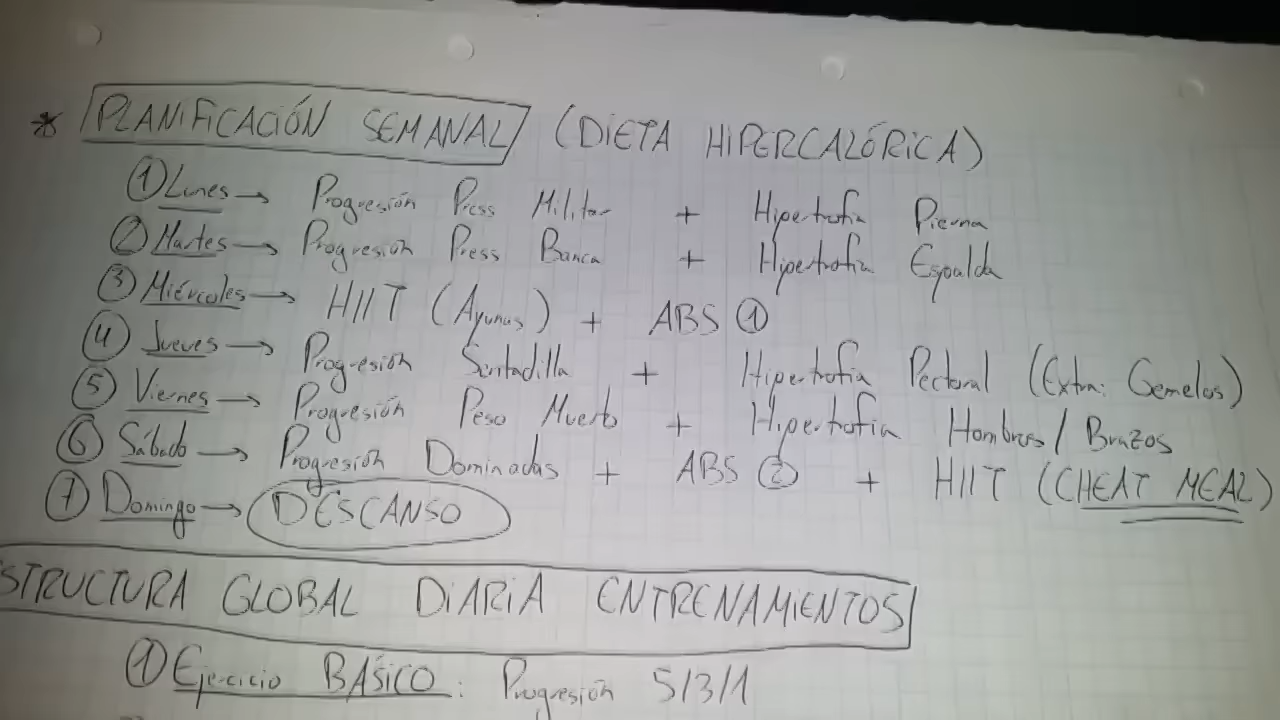 * PLANIFICACIÓN SEMANAL (DIETA HIPERCALÓRICA)
① Lunes → Progresión Press Militar + Hipertrofia Pierna
② Martes → Progresión Press Banca + Hipertrofia Espalda
③ Miércoles → HIIT (Ayunas) + ABS ①
④ Jueves → Progresión Sentadilla + Hipertrofia Pectoral (Extra: Gemelos)
⑤ Viernes → Progresión Peso Muerto + Hipertrofia Hombros/Brazos
⑥ Sábado → Progresión Dominadas + ABS ② + HIIT (CHEAT MEAL)
⑦ Domingo → DESCANSO
STRUCTURA GLOBAL DIARIA ENTRENAMIENTOS
① Ejercicio BÁSICO: Progresión 5/3/1